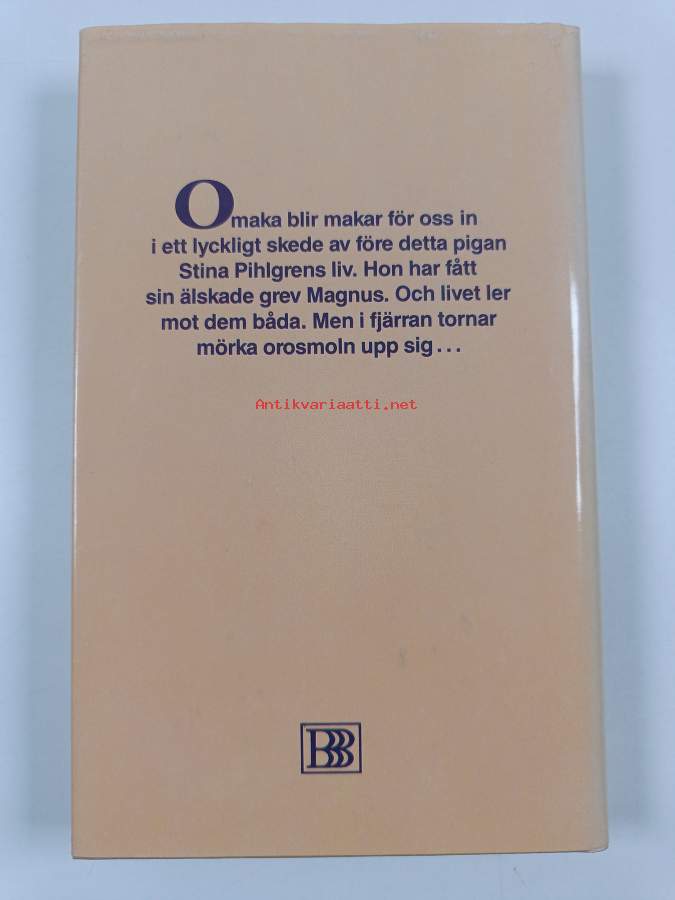 Omaka blir makar för oss in
i ett lyckligt skede av före detta pigan
Stina Pihlgrens liv. Hon har fått
sin älskade grev Magnus. Och livet ler
mot dem båda. Men i fjärran tornar
mörka orosmoln upp sig...
Antikvariaatti.net
BBB